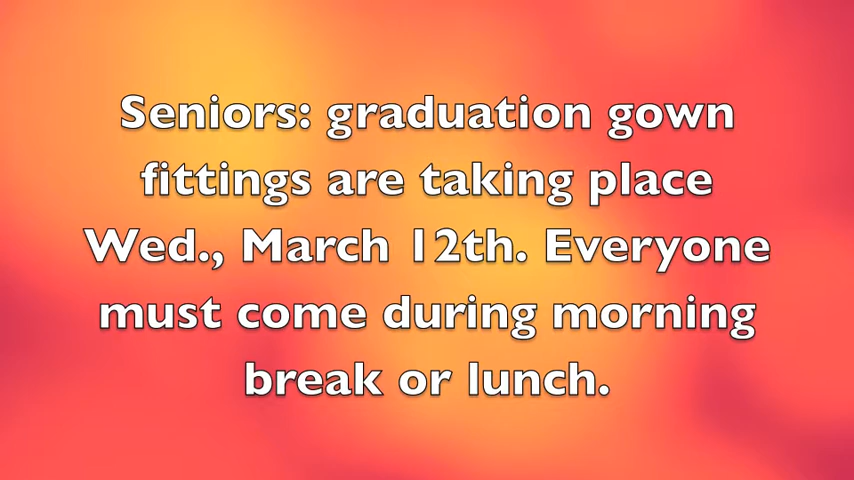 Seniors: graduation gown
fittings are taking place
Wed., March 12th. Everyone
must come during morning
break or lunch.